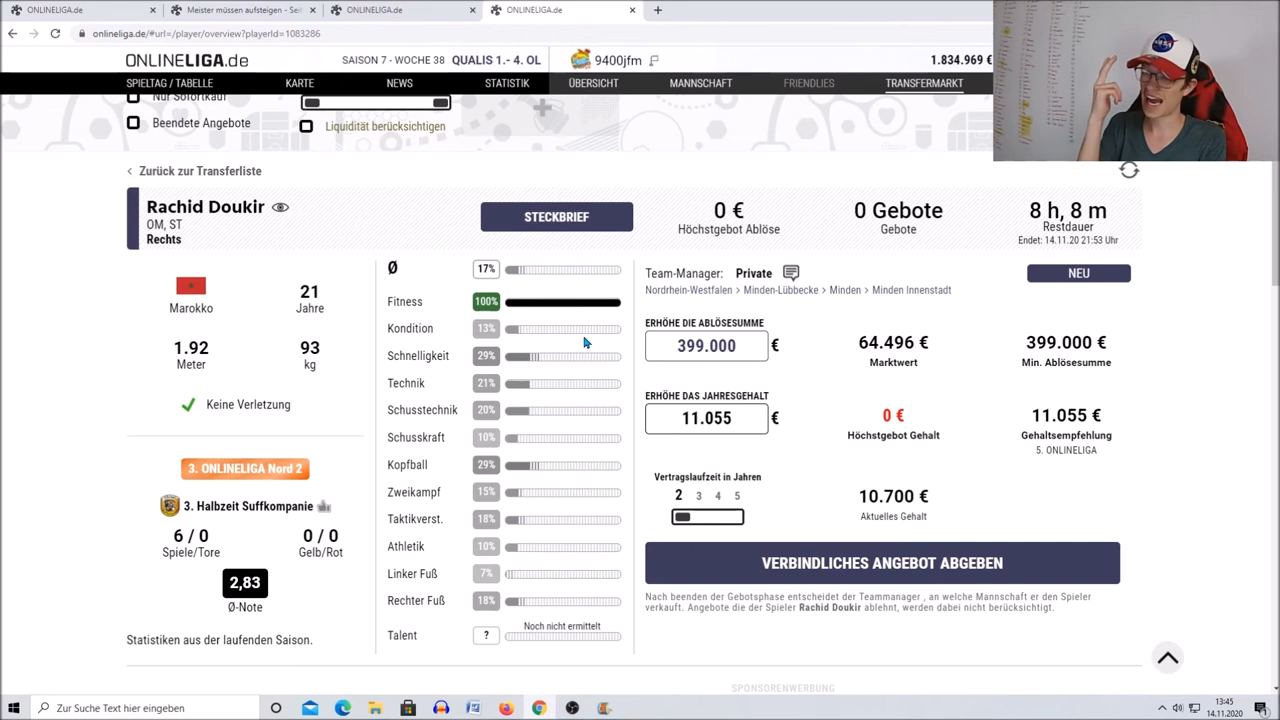 ONLINELIGA.de
Meister müssen aufsteigen - Sei
ONLINELIGA.de
ONLINELIGA.de
onlineliga.de/#url=/player/overview?playerId=1083286
ONLINELIGA.de
SAISON 7 - WOCHE 38 QUALIS 1.- 4. OL
9400jfm
1.834.969 €
SPIELTAG / TABELLE
KARTE
NEWS
STATISTIK
ÜBERSICHT
MANNSCHAFT
FRIENDLIES
TRANSFERMARKT
Nur Sofortkauf
Beendete Angebote
NASA
Zurück zur Transferliste
Rachid Doukir
OM, ST
Rechts
STECKBRIEF
0 €
Höchstgebot Ablöse
0 Gebote
Gebote
8 h, 8 m
Restdauer
Endet: 14.11.20 21:53 Uhr
Marokko
21
Jahre
1.92
Meter
93
kg
Keine Verletzung
3. ONLINELIGA Nord 2
3. Halbzeit Suffkompanie
6 / 0
Spiele/Tore
0 / 0
Gelb/Rot
2,83
Ø-Note
Statistiken aus der laufenden Saison.
Ø 17%
Fitness 100%
Kondition 13%
Schnelligkeit 29%
Technik 21%
Schusstechnik 20%
Schusskraft 10%
Kopfball 29%
Zweikampf 15%
Taktikverst. 18%
Athletik 10%
Linker Fuß 7%
Rechter Fuß 18%
Noch nicht ermittelt
Talent ?
Team-Manager: Private
NEU
Nordrhein-Westfalen > Minden-Lübbecke > Minden > Minden Innenstadt
ERHÖHE DIE ABLÖSESUMME
399.000 €
64.496 €
Marktwert
399.000 €
Min. Ablösesumme
ERHÖHE DAS JAHRESGEHALT
11.055 €
0 €
Höchstgebot Gehalt
11.055 €
Gehaltsempfehlung
5. ONLINELIGA
Vertragslaufzeit in Jahren
2 3 4 5
10.700 €
Aktuelles Gehalt
VERBINDLICHES ANGEBOT ABGEBEN
Nach beenden der Gebotsphase entscheidet der Teammanager , an welche Mannschaft er den Spieler
verkauft. Angebote die der Spieler Rachid Doukir ablehnt, werden dabei nicht berücksichtigt.
SPONSORENWERBUNG
Zur Suche Text hier eingeben
13:45
14.11.2020